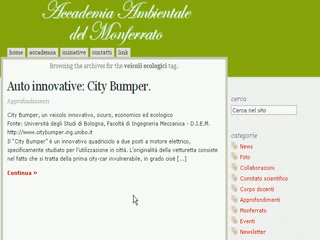 Accademia Ambientale
del Monferrato
home accademia iniziative contatti link
Browsing the archives for the veicoli ecologici tag.
Auto innovative: City Bumper.
Approfondimenti
City Bumper, un veicolo innovativo, sicuro, economico ed ecologico
Fonte: Università degli Studi di Bologna, Facoltà di Ingegneria Meccanica - D.I.E.M.
http://www.citybumper.ing.unibo.it
Il "City Bumper" è un innovativo quadriciclo a due posti a motore elettrico,
specificamente studiato per l'utilizzazione in città. L'originalità della vetturetta consiste
nel fatto che si tratta della prima city-car invulnerabile, in grado cioè [...]
Continua »
cerca
Cerca nel sito
categorie
News
Foto
Collaborazioni
Comitato scientifico
Corpo docenti
Approfondimenti
Monferrato
Eventi
Newsletter